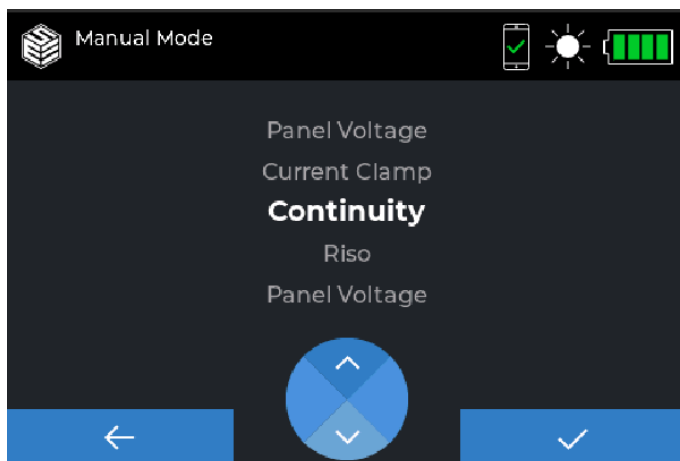 Manual Mode
Panel Voltage
Current Clamp
Continuity
Riso
Panel Voltage